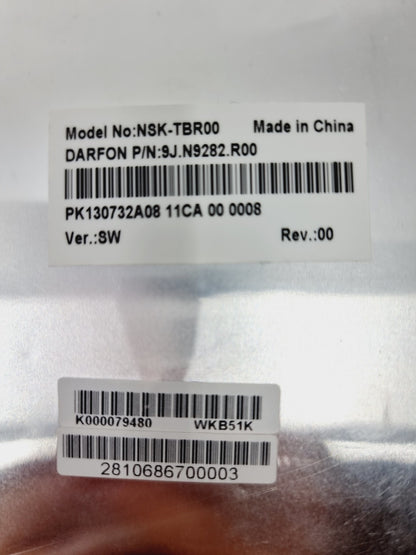 Model No:NSK-TBR00 Made in China
DARFON P/N:9J.N9282.R00
PK130732A08 11CA 00 0008
Ver.:SW Rev.:00
K000079480 WKB51K
2810686700003